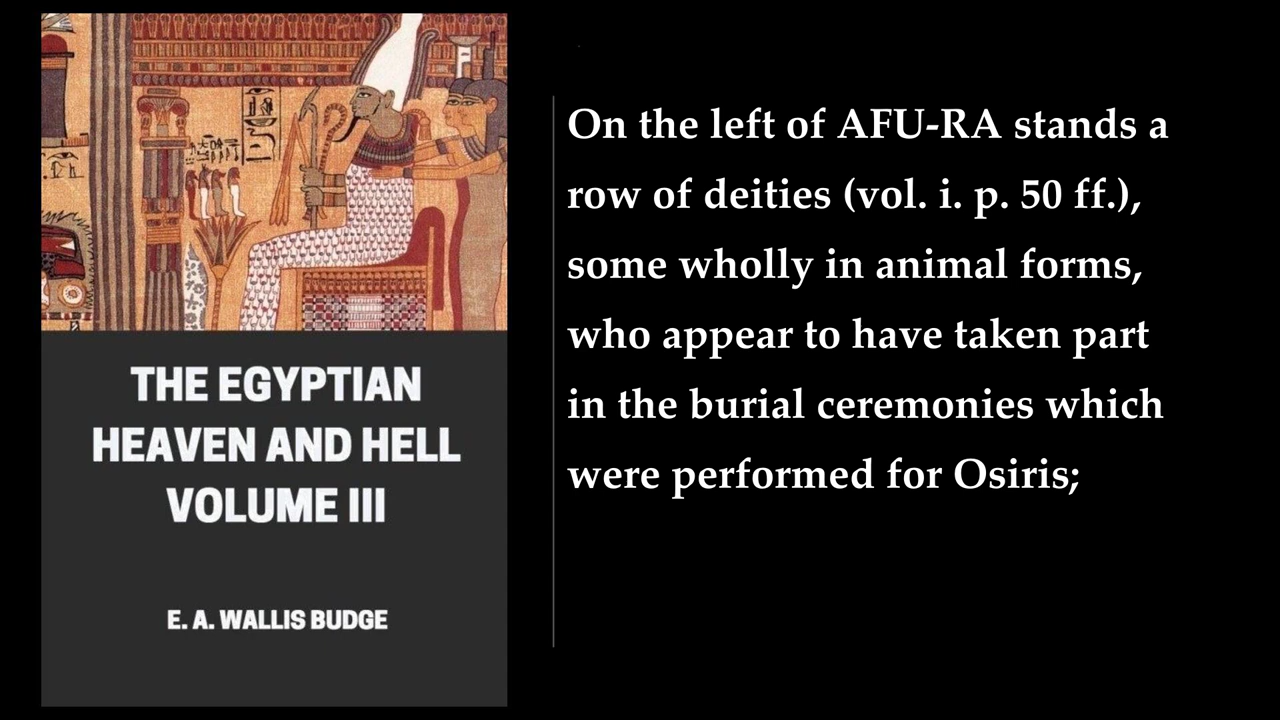 THE EGYPTIAN
HEAVEN AND HELL
VOLUME III
E. A. WALLIS BUDGE
On the left of AFU-RA stands a
row of deities (vol. i. p. 50 ff.),
some wholly in animal forms,
who appear to have taken part
in the burial ceremonies which
were performed for Osiris;